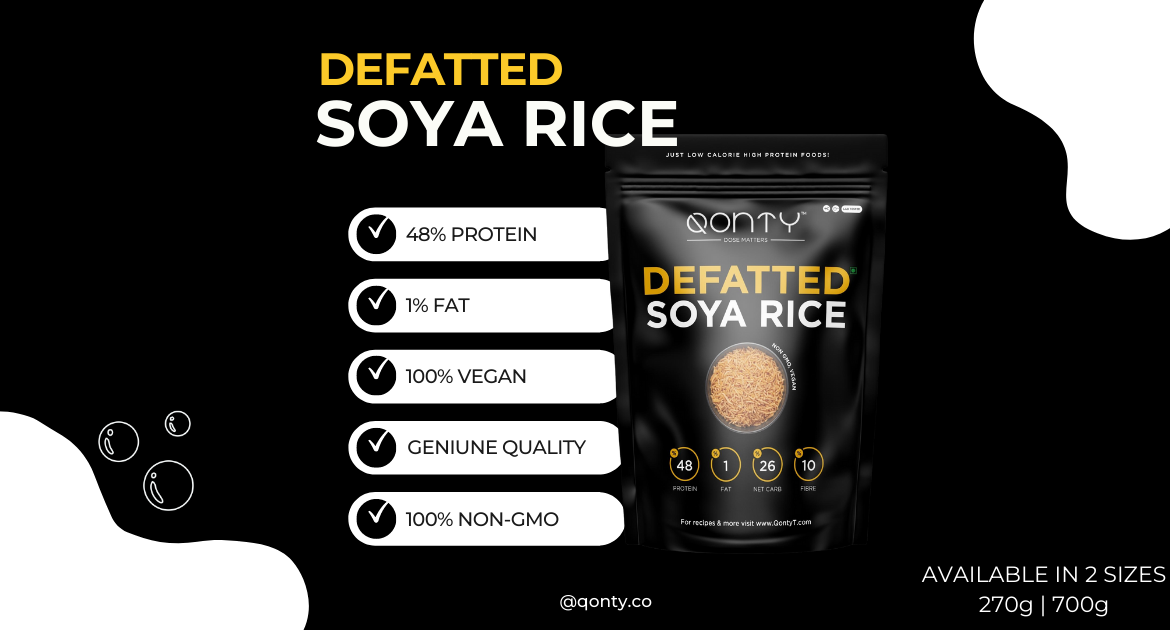 DEFATTED
SOYA RICE
48% PROTEIN
1% FAT
100% VEGAN
GENIUNE QUALITY
100% NON-GMO
JUST LOW CALORIE HIGH PROTEIN FOODS!
QONTY™
DOSE MATTERS
DEFATTED
SOYA RICE
NON GMO, VEGAN
% 48 % 1 % 26 % 10
PROTEIN FAT NET CARB FIBRE
For recipes & more visit www.QontyT.com
@qonty.co
AVAILABLE IN 2 SIZES
270g | 700g